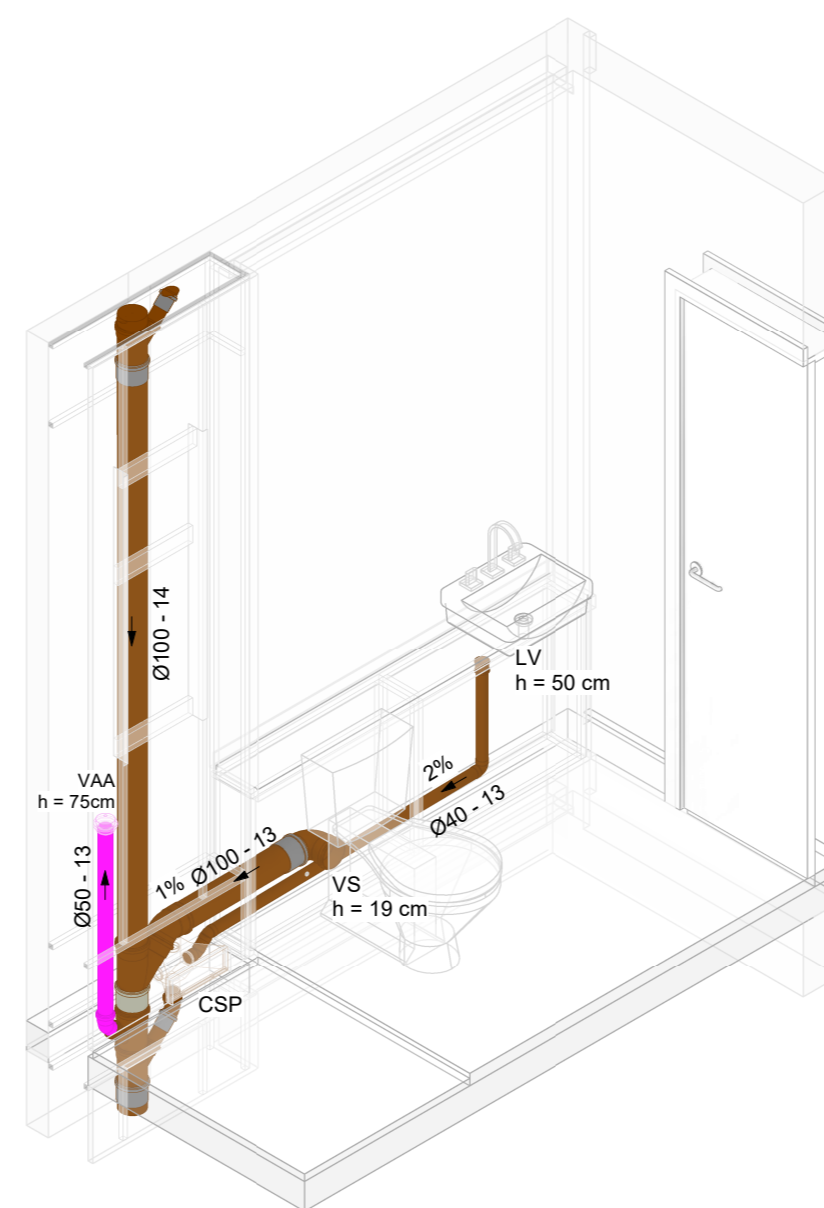 Ø100 - 14
LV
h = 50 cm
VAA
h = 75cm
2%
Ø40 - 13
Ø50 - 13
1% Ø100 - 13
VS
h = 19 cm
CSP